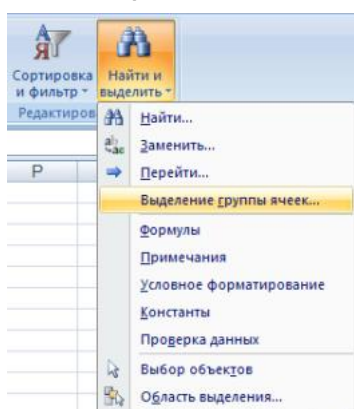 Сортировка и фильтр
Найти и выделить
Редактиров
Найти...
Заменить...
Перейти...
P
Выделение группы ячеек...
Формулы
Примечания
Условное форматирование
Константы
Проверка данных
Выбор объектов
Область выделения...